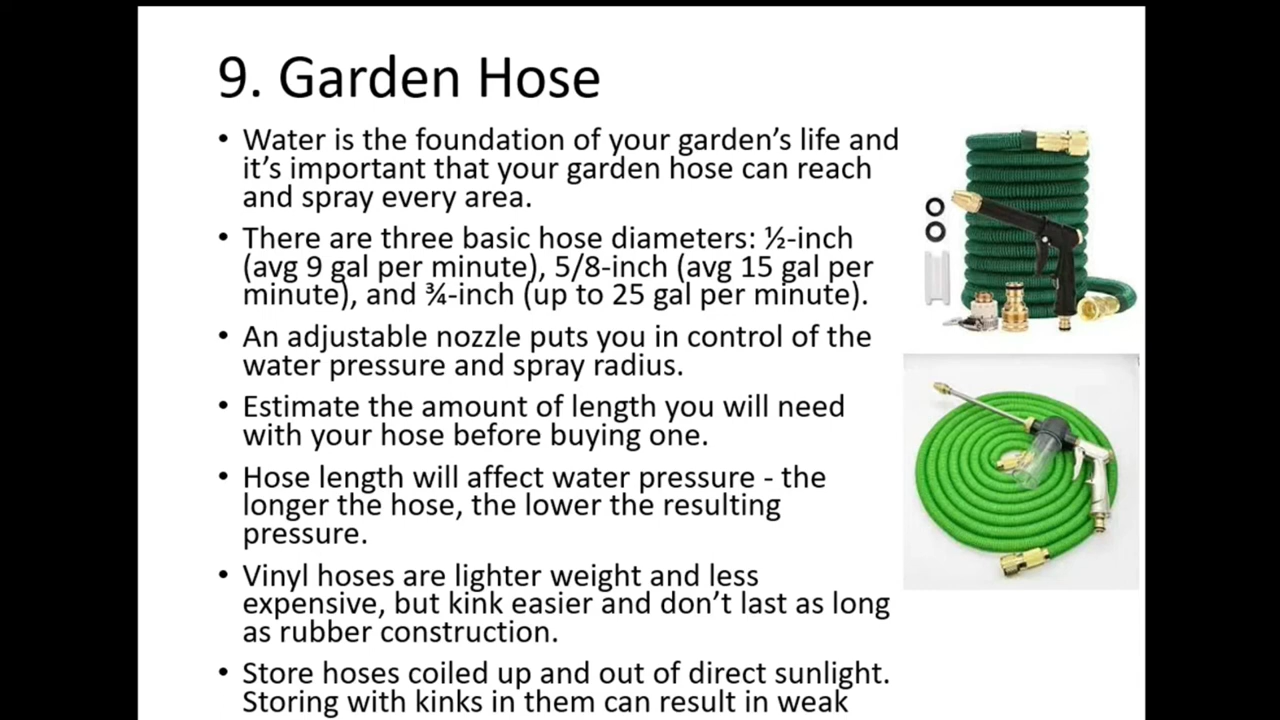 9. Garden Hose
• Water is the foundation of your garden’s life and
it’s important that your garden hose can reach
and spray every area.
• There are three basic hose diameters: ½-inch
(avg 9 gal per minute), 5/8-inch (avg 15 gal per
minute), and ¾-inch (up to 25 gal per minute).
• An adjustable nozzle puts you in control of the
water pressure and spray radius.
• Estimate the amount of length you will need
with your hose before buying one.
• Hose length will affect water pressure - the
longer the hose, the lower the resulting
pressure.
• Vinyl hoses are lighter weight and less
expensive, but kink easier and don’t last as long
as rubber construction.
• Store hoses coiled up and out of direct sunlight.
Storing with kinks in them can result in weak